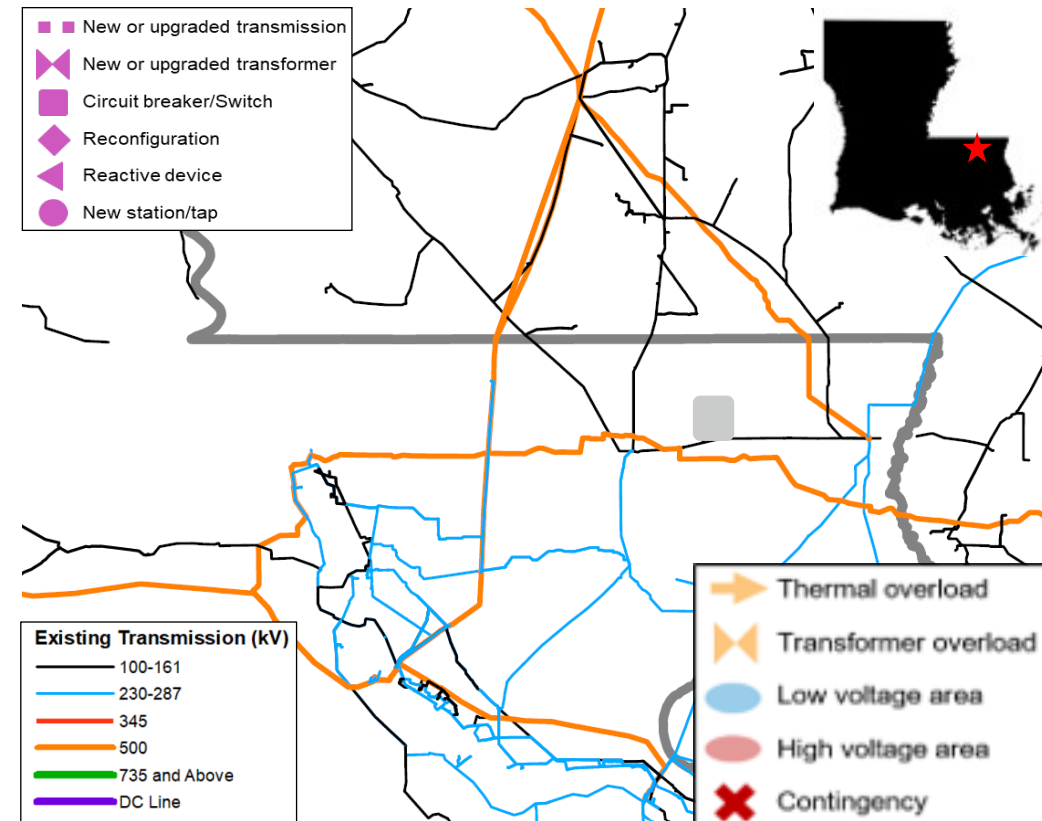 New or upgraded transmission
New or upgraded transformer
Circuit breaker/Switch
Reconfiguration
Reactive device
New station/tap
Existing Transmission (kV)
100-161
230-287
345
500
735 and Above
DC Line
Thermal overload
Transformer overload
Low voltage area
High voltage area
Contingency